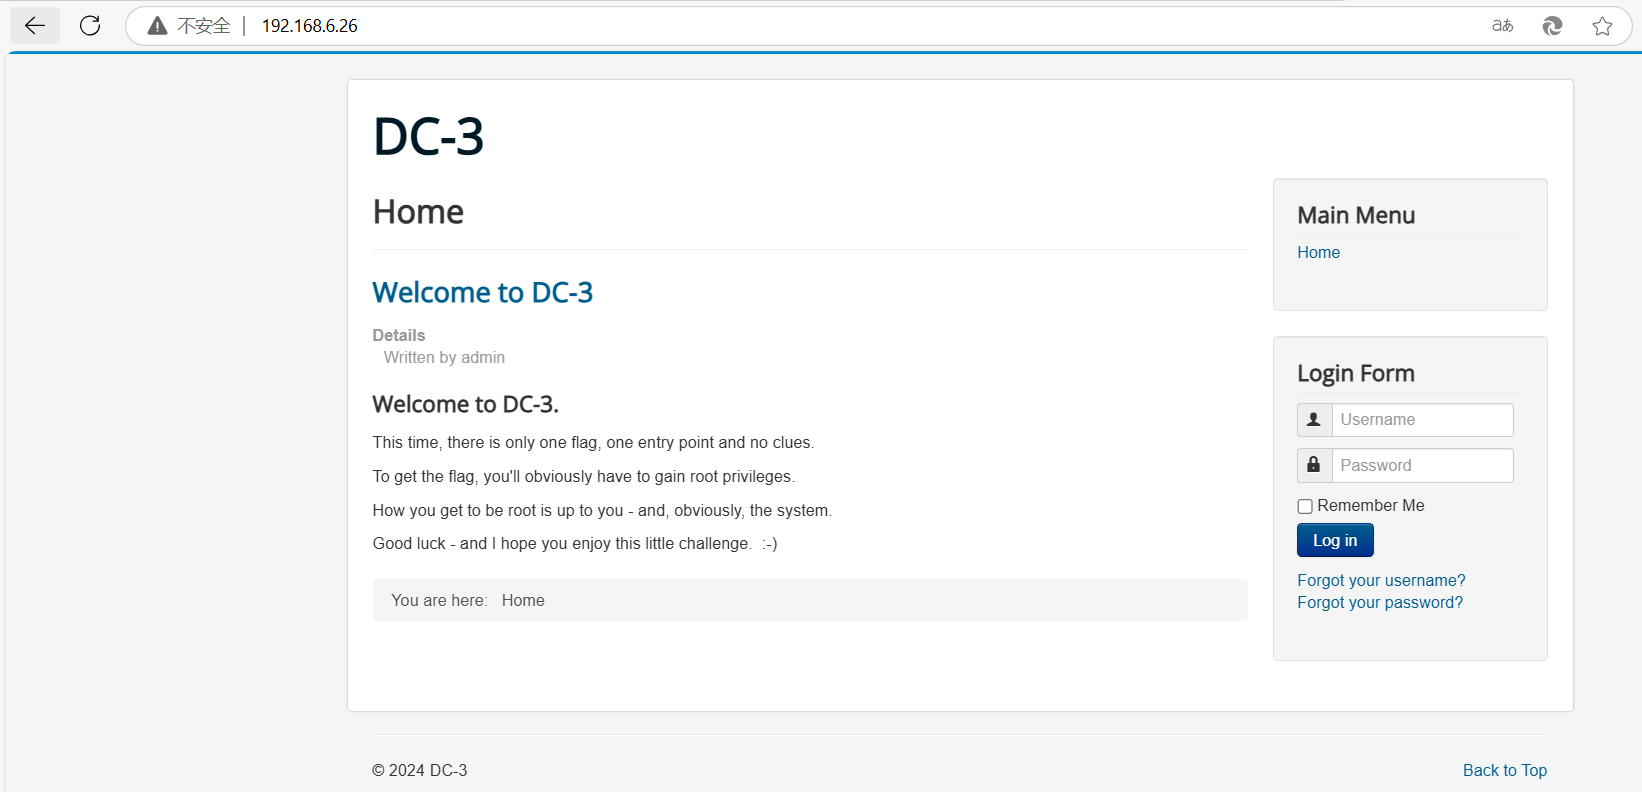 不安全 192.168.6.26 aあ
DC-3
Home
Welcome to DC-3
Details
Written by admin
Welcome to DC-3.
This time, there is only one flag, one entry point and no clues.
To get the flag, you'll obviously have to gain root privileges.
How you get to be root is up to you - and, obviously, the system.
Good luck - and I hope you enjoy this little challenge.  :-)
You are here: Home
Main Menu
Home
Login Form
Username
Password
Remember Me
Log in
Forgot your username?
Forgot your password?
© 2024 DC-3
Back to Top